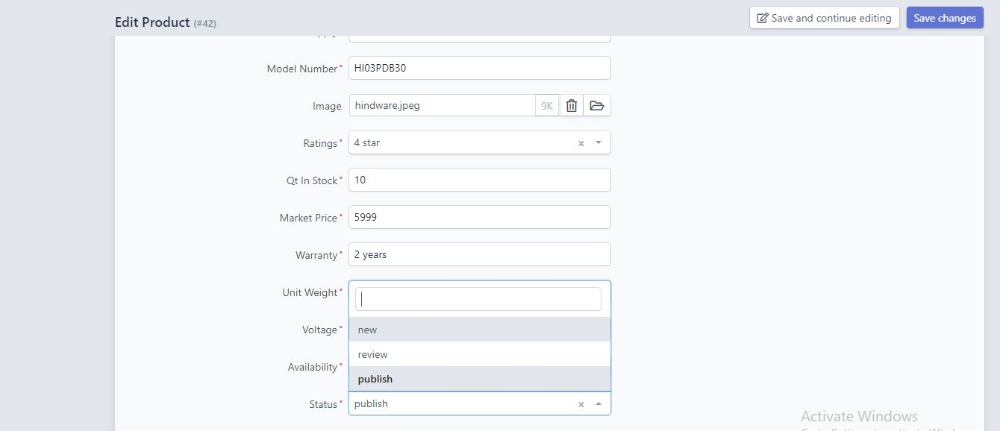 Edit Product (#42)
Save and continue editing
Save changes
Model Number*
HI03PDB30
Image
hindware.jpeg
9K
Ratings*
4 star
×
Qt In Stock*
10
Market Price*
5999
Warranty*
2 years
Unit Weight*
new
Voltage*
review
Availability*
publish
Status*
publish
×
Activate Windows